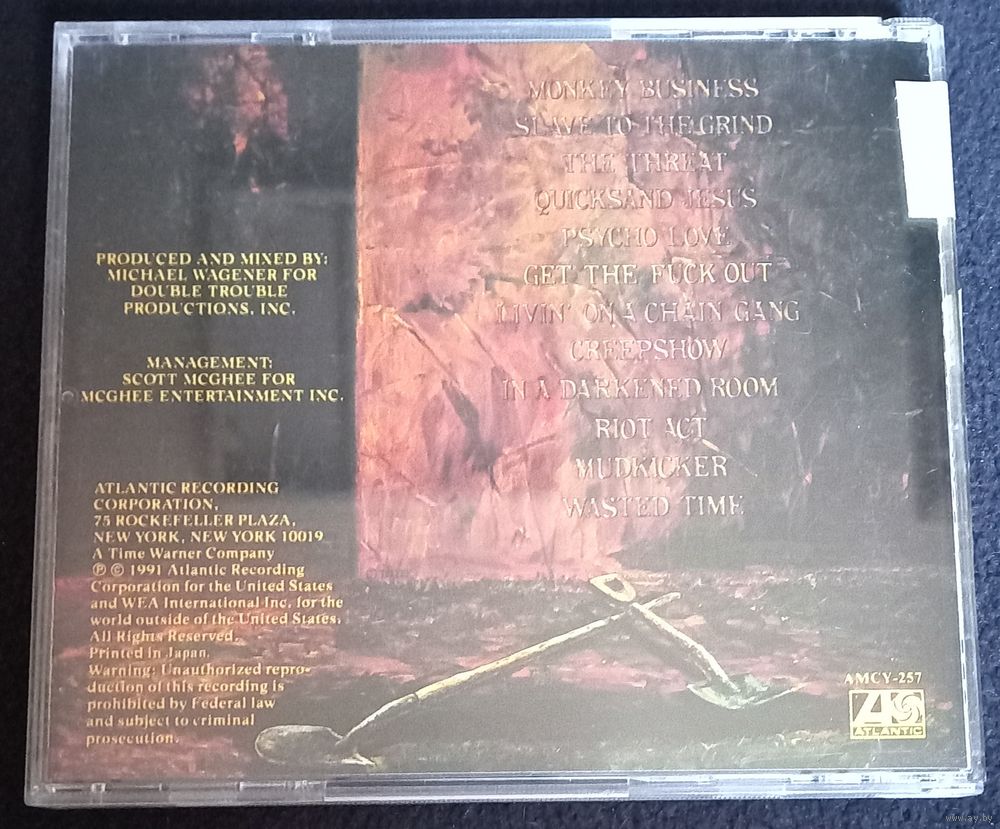 MONKEY BUSINESS
SLAVE TO THE GRIND
THE THREAT
QUICKSAND JESUS
PSYCHO LOVE
GET THE FUCK OUT
LIVIN' ON A CHAIN GANG
CREEPSHOW
IN A DARKENED ROOM
RIOT ACT
MUDKICKER
WASTED TIME
PRODUCED AND MIXED BY:
MICHAEL WAGENER FOR
DOUBLE TROUBLE
PRODUCTIONS, INC.
MANAGEMENT:
SCOTT MCGHEE FOR
MCGHEE ENTERTAINMENT INC.
ATLANTIC RECORDING
CORPORATION,
75 ROCKEFELLER PLAZA,
NEW YORK, NEW YORK 10019
A Time Warner Company
℗ © 1991 Atlantic Recording
Corporation for the United States
and WEA International Inc. for the
world outside of the United States.
All Rights Reserved.
Printed in Japan.
Warning: Unauthorized repro-
duction of this recording is
prohibited by Federal law
and subject to criminal
prosecution.
AMCY-257
ATLANTIC
www.ay.by